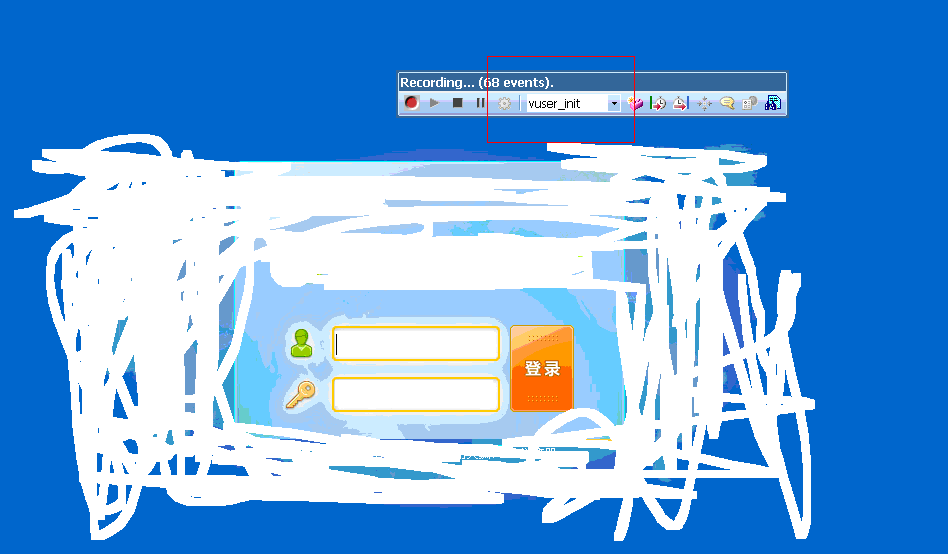 Recording... (68 events).
vuser_init
登录